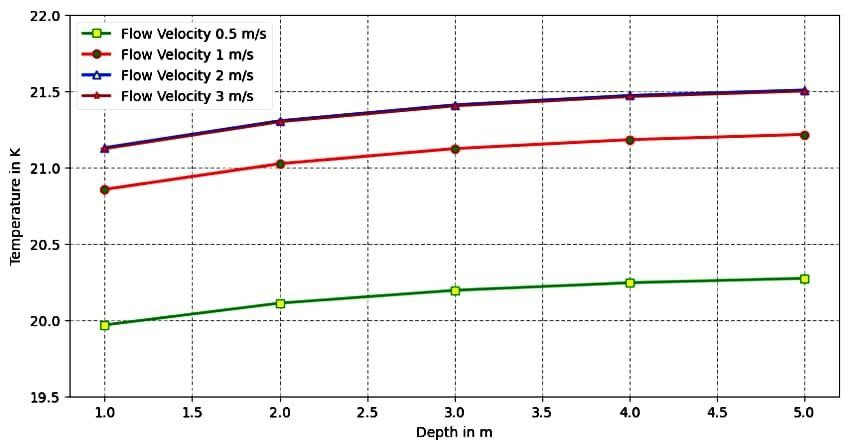 22.0
21.5
21.0
20.5
20.0
19.5
Temperature in K
Flow Velocity 0.5 m/s
Flow Velocity 1 m/s
Flow Velocity 2 m/s
Flow Velocity 3 m/s
1.0 1.5 2.0 2.5 3.0 3.5 4.0 4.5 5.0
Depth in m